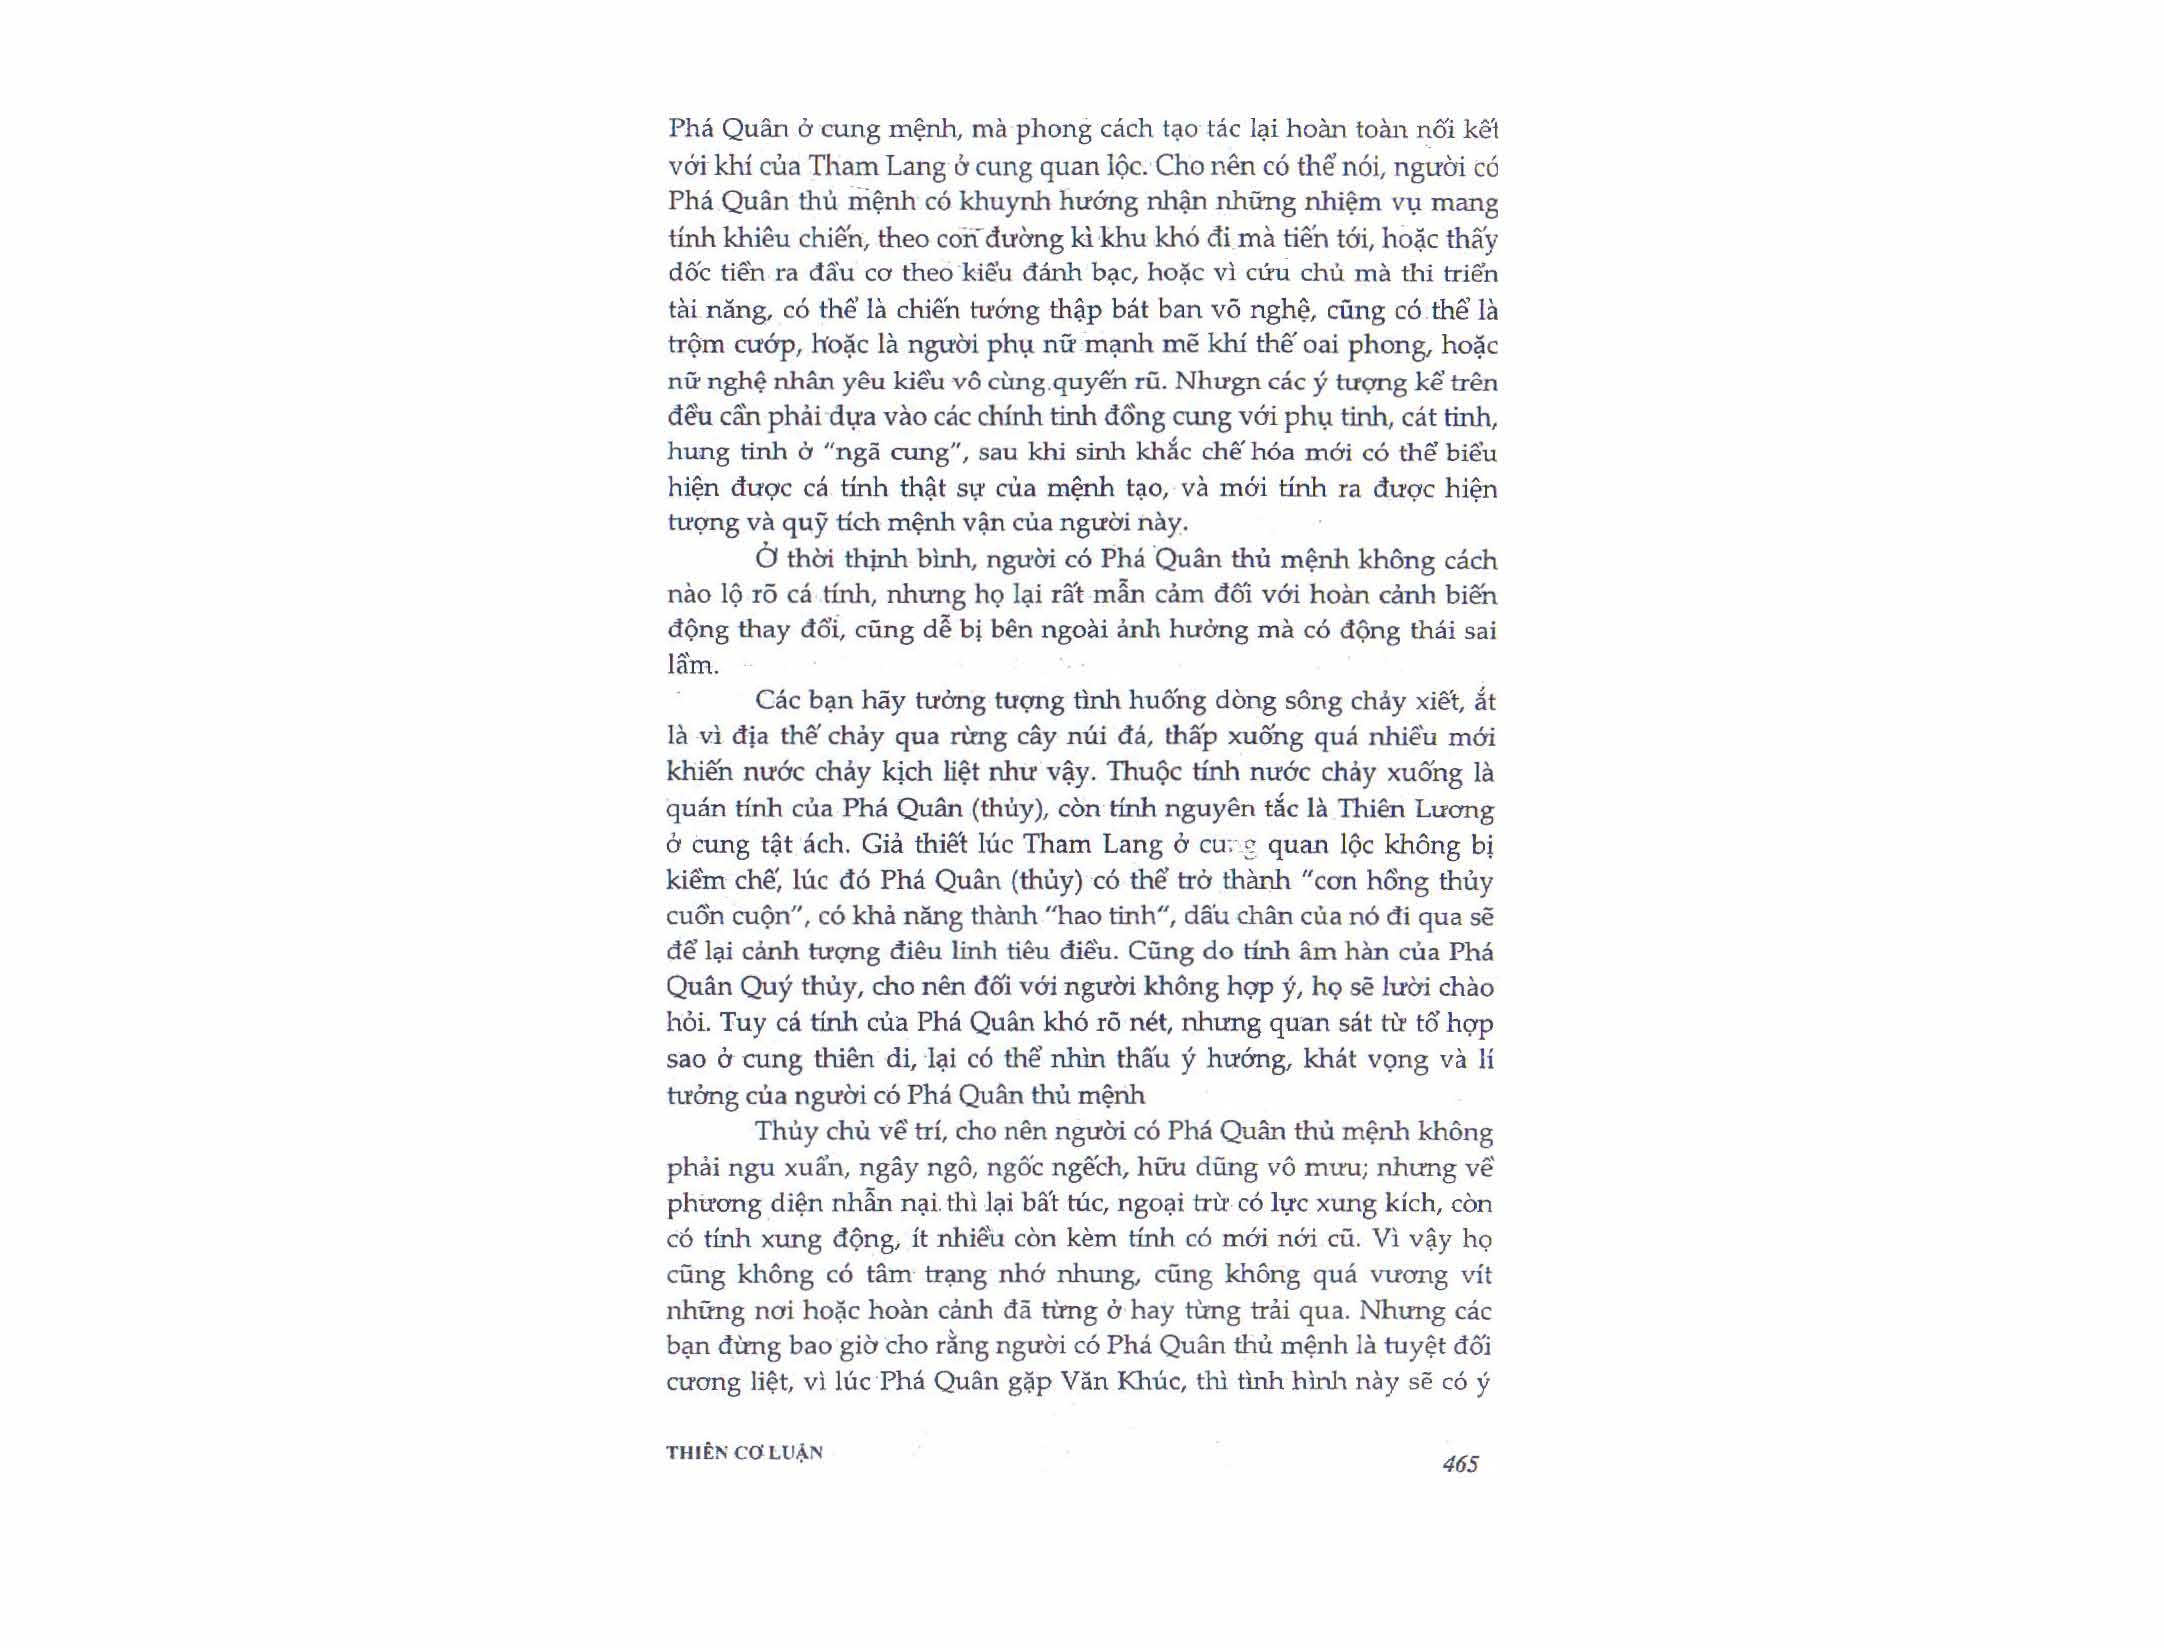 Phá Quân ở cung mệnh, mà phong cách tạo tác lại hoàn toàn nối kết
với khí của Tham Lang ở cung quan lộc. Cho nên có thể nói, người có
Phá Quân thủ mệnh có khuynh hướng nhận những nhiệm vụ mang
tính khiêu chiến, theo con đường kì khu khó đi mà tiến tới, hoặc thấy
dốc tiền ra đầu cơ theo kiểu đánh bạc, hoặc vì cứu chủ mà thi triển
tài năng, có thể là chiến tướng thập bát ban võ nghệ, cũng có thể là
trộm cướp, hoặc là người phụ nữ mạnh mẽ khí thế oai phong, hoặc
nữ nghệ nhân yêu kiều vô cùng quyến rũ. Nhưgn các ý tượng kể trên
đều cần phải dựa vào các chính tinh đồng cung với phụ tinh, cát tinh,
hung tinh ở "ngã cung", sau khi sinh khắc chế hóa mới có thể biểu
hiện được cá tính thật sự của mệnh tạo, và mới tính ra được hiện
tượng và quỹ tích mệnh vận của người này.
Ở thời thịnh bình, người có Phá Quân thủ mệnh không cách
nào lộ rõ cá tính, nhưng họ lại rất mẫn cảm đối với hoàn cảnh biến
động thay đổi, cũng dễ bị bên ngoài ảnh hưởng mà có động thái sai
lầm.
Các bạn hãy tưởng tượng tình huống dòng sông chảy xiết, ắt
là vì địa thế chảy qua rừng cây núi đá, thấp xuống quá nhiều mới
khiến nước chảy kịch liệt như vậy. Thuộc tính nước chảy xuống là
quán tính của Phá Quân (thủy), còn tính nguyên tắc là Thiên Lương
ở cung tật ách. Giả thiết lúc Tham Lang ở cung quan lộc không bị
kiềm chế, lúc đó Phá Quân (thủy) có thể trở thành "cơn hồng thủy
cuồn cuộn", có khả năng thành "hao tinh", dấu chân của nó đi qua sẽ
để lại cảnh tượng điêu linh tiêu điều. Cũng do tính âm hàn của Phá
Quân Quý thủy, cho nên đối với người không hợp ý, họ sẽ lười chào
hỏi. Tuy cá tính của Phá Quân khó rõ nét, nhưng quan sát từ tổ hợp
sao ở cung thiên di, lại có thể nhìn thấu ý hướng, khát vọng và lí
tưởng của người có Phá Quân thủ mệnh
Thủy chủ về trí, cho nên người có Phá Quân thủ mệnh không
phải ngu xuẩn, ngây ngô, ngốc nghếch, hữu dũng vô mưu; nhưng về
phương diện nhẫn nại thì lại bất túc, ngoại trừ có lực xung kích, còn
có tính xung động, ít nhiều còn kèm tính có mới nới cũ. Vì vậy họ
cũng không có tâm trạng nhớ nhung, cũng không quá vương vít
những nơi hoặc hoàn cảnh đã từng ở hay từng trải qua. Nhưng các
bạn đừng bao giờ cho rằng người có Phá Quân thủ mệnh là tuyệt đối
cương liệt, vì lúc Phá Quân gặp Văn Khúc, thì tình hình này sẽ có ý
THIÊN CƠ LUẬN
465